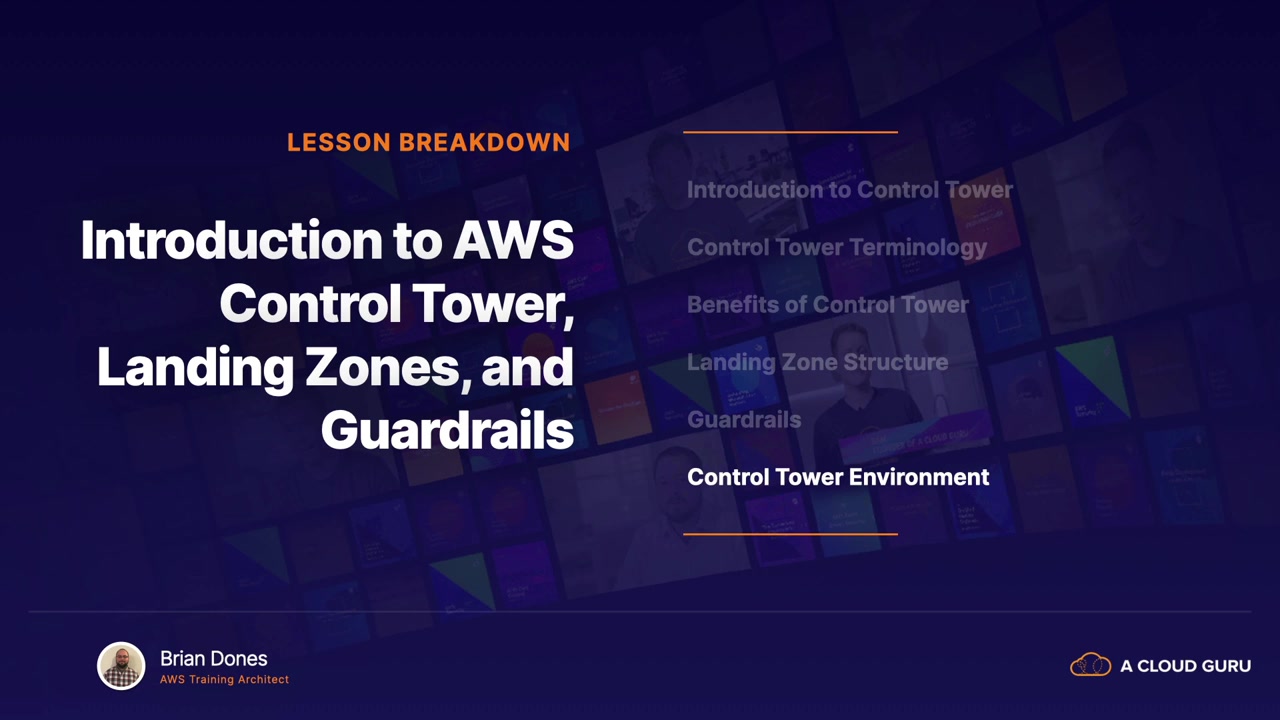 LESSON BREAKDOWN
Introduction to AWS
Control Tower,
Landing Zones, and
Guardrails
Introduction to Control Tower
Control Tower Terminology
Benefits of Control Tower
Landing Zone Structure
Guardrails
Control Tower Environment
Brian Dones
AWS Training Architect
A CLOUD GURU